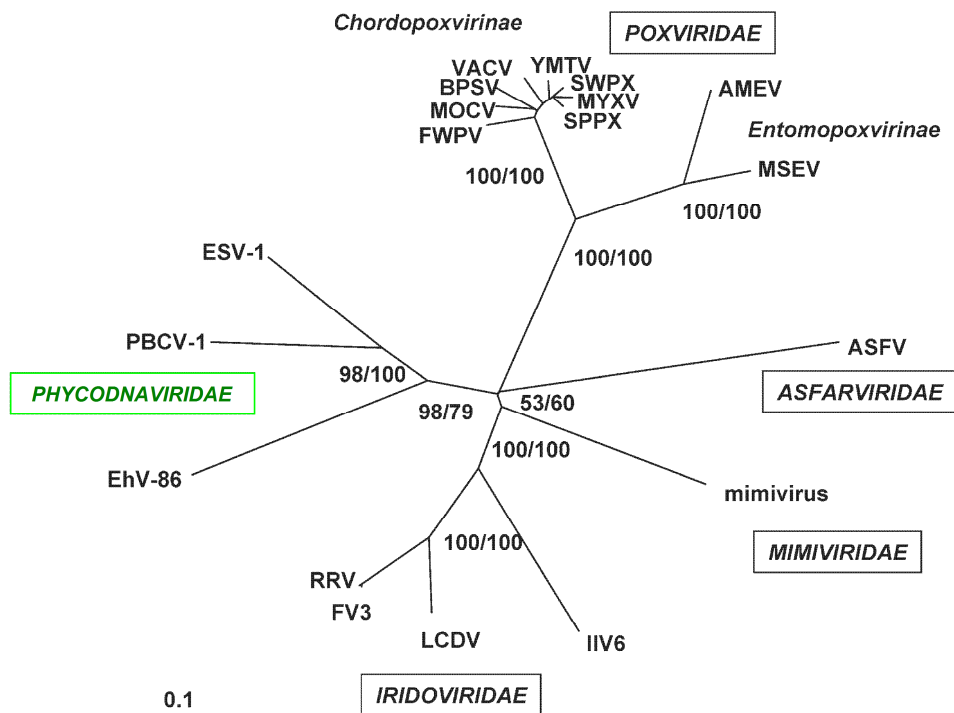 Chordopoxvirinae
POXVIRIDAE
VACV
YMTV
BPSV
SWPX
MOCV
MYXV
FWPV
SPPX
AMEV
Entomopoxvirinae
MSEV
100/100
100/100
100/100
ESV-1
PBCV-1
ASFV
98/100
PHYCODNAVIRIDAE
ASFARVIRIDAE
98/79
53/60
100/100
EhV-86
mimivirus
100/100
MIMIVIRIDAE
RRV
FV3
LCDV
IIV6
IRIDOVIRIDAE
0.1